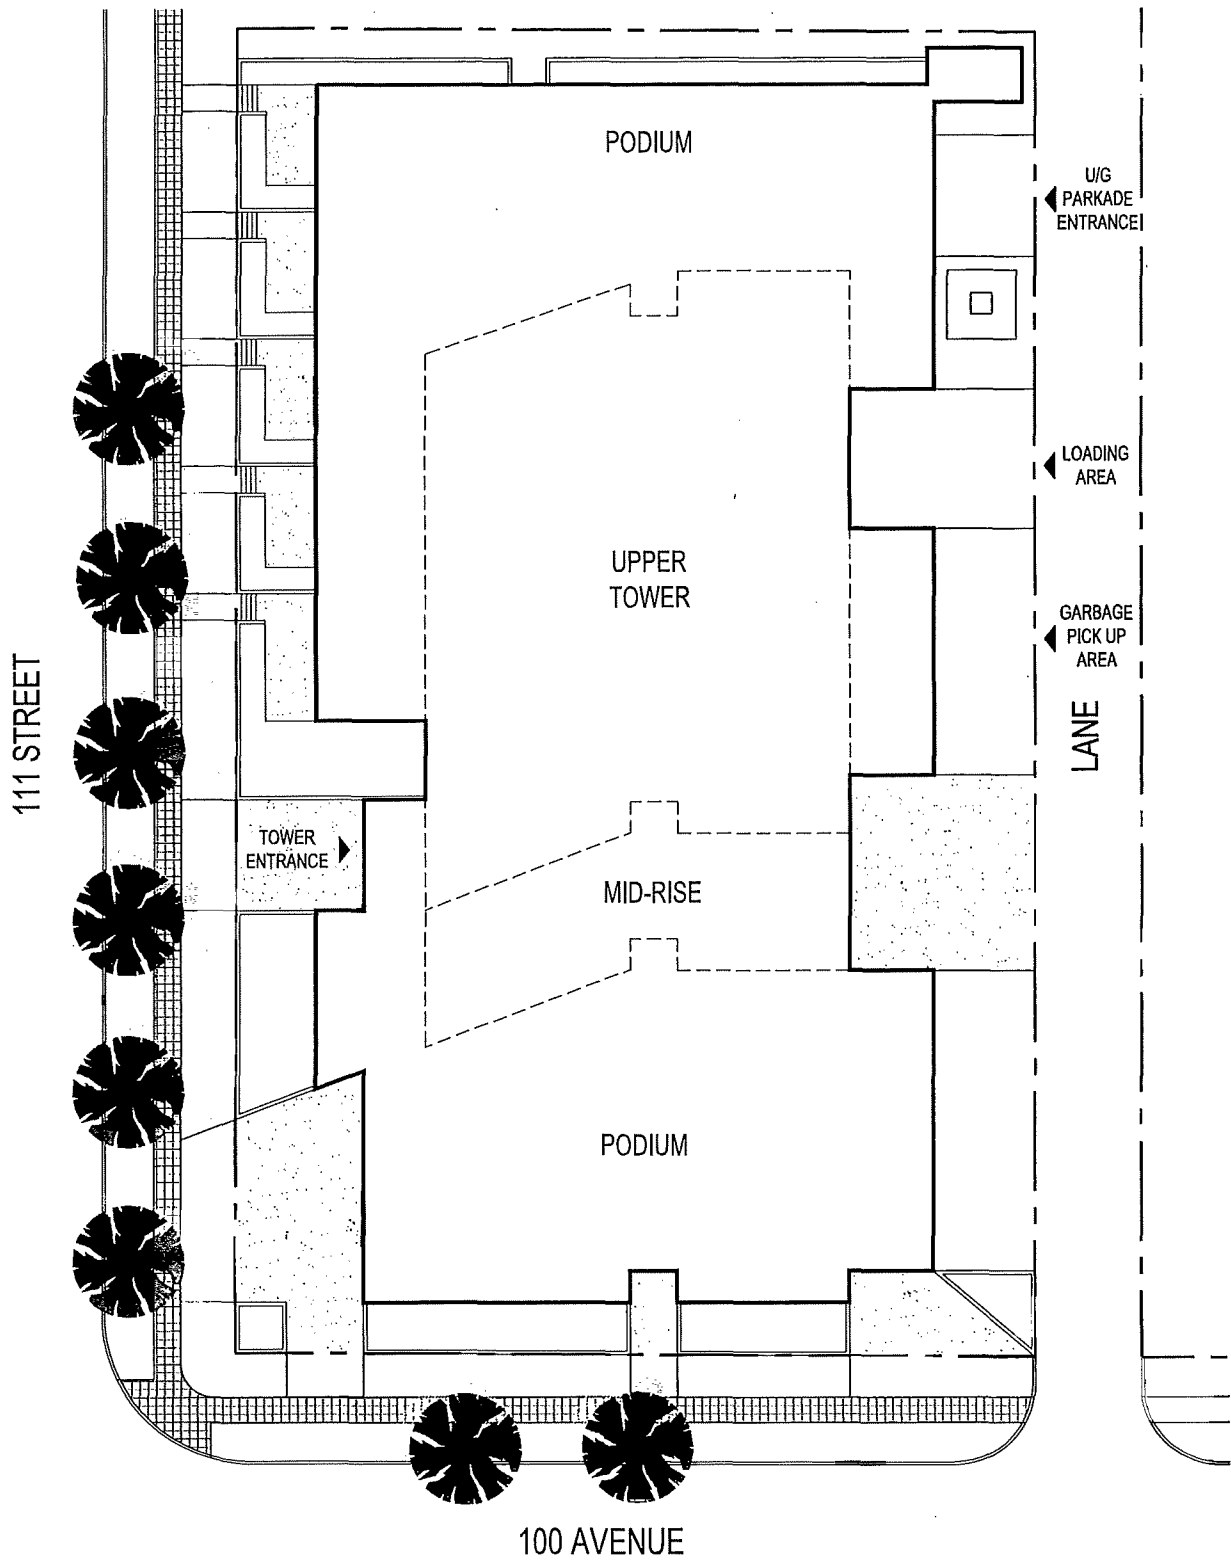 PODIUM
U/G
PARKADE
ENTRANCE
LOADING
AREA
UPPER
TOWER
GARBAGE
PICK UP
AREA
111 STREET
LANE
TOWER
ENTRANCE
MID-RISE
PODIUM
100 AVENUE